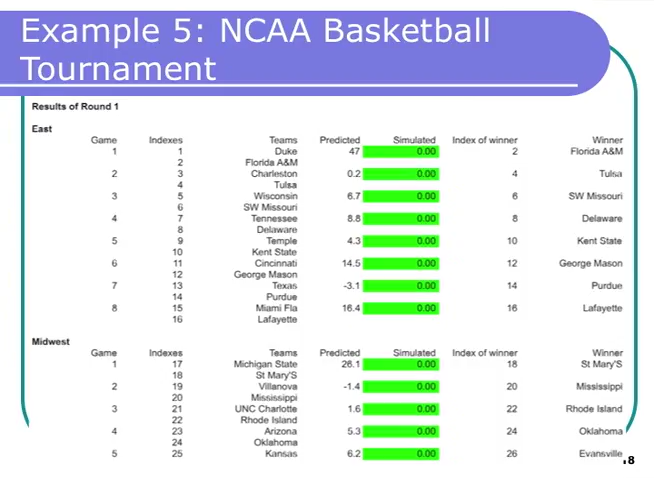 Example 5: NCAA Basketball
Tournament
Results of Round 1
East
Game Indexes Teams Predicted Simulated Index of winner Winner
1 1 Duke 47 0.00 2 Florida A&M
2 Florida A&M
2 3 Charleston 0.2 0.00 4 Tulsa
4 Tulsa
3 5 Wisconsin 6.7 0.00 6 SW Missouri
6 SW Missouri
4 7 Tennessee 8.8 0.00 8 Delaware
8 Delaware
5 9 Temple 4.3 0.00 10 Kent State
10 Kent State
6 11 Cincinnati 14.5 0.00 12 George Mason
12 George Mason
7 13 Texas -3.1 0.00 14 Purdue
14 Purdue
8 15 Miami Fla 16.4 0.00 16 Lafayette
16 Lafayette
Midwest
Game Indexes Teams Predicted Simulated Index of winner Winner
1 17 Michigan State 26.1 0.00 18 St Mary'S
18 St Mary'S
2 19 Villanova -1.4 0.00 20 Mississippi
20 Mississippi
3 21 UNC Charlotte 1.6 0.00 22 Rhode Island
22 Rhode Island
4 23 Arizona 5.3 0.00 24 Oklahoma
24 Oklahoma
5 25 Kansas 6.2 0.00 26 Evansville
18